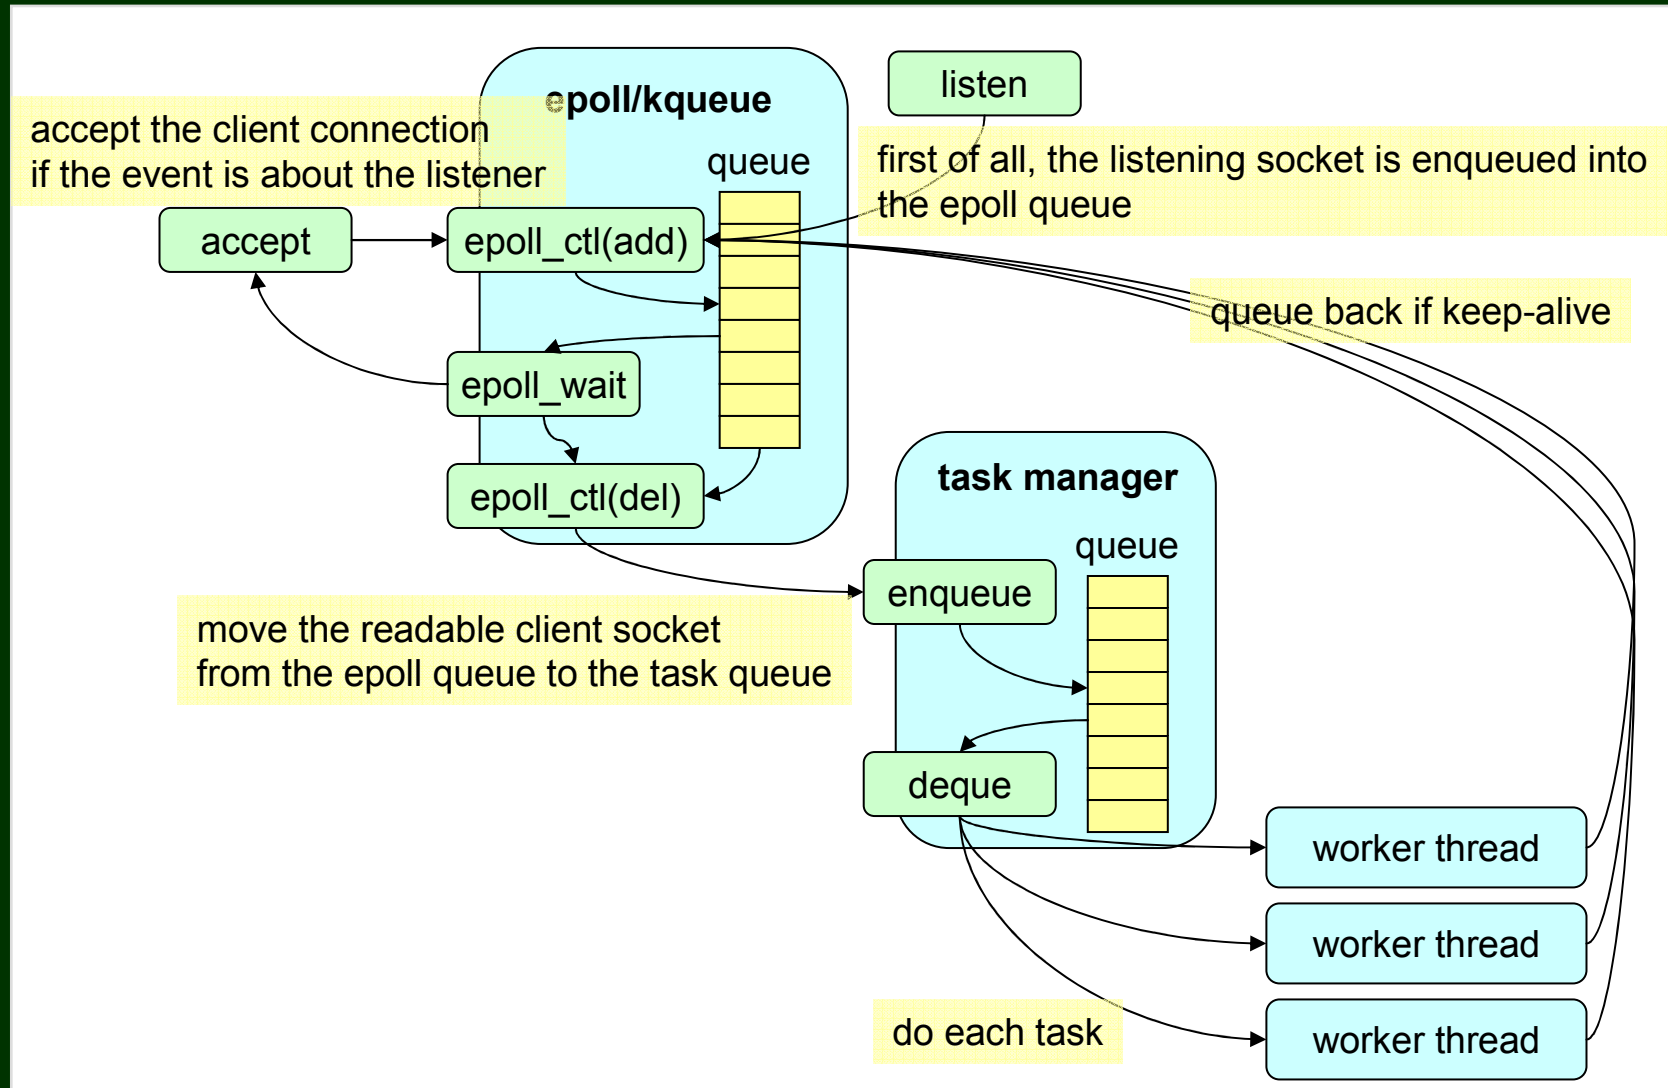 epoll/kqueue
listen
accept the client connection
if the event is about the listener
queue
first of all, the listening socket is enqueued into
the epoll queue
accept
epoll_ctl(add)
queue back if keep-alive
epoll_wait
epoll_ctl(del)
task manager
queue
enqueue
move the readable client socket
from the epoll queue to the task queue
deque
worker thread
worker thread
do each task
worker thread